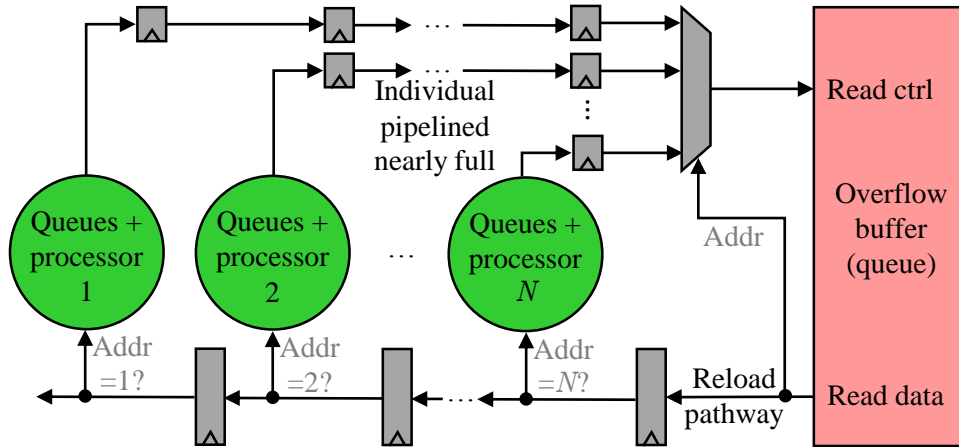 ...
...
Individual
pipelined
nearly full
Read ctrl
Queues +
processor
1
Queues +
processor
2
...
Queues +
processor
N
Addr
Overflow
buffer
(queue)
Addr
=1?
Addr
=2?
...
Addr
=N?
Reload
pathway
Read data